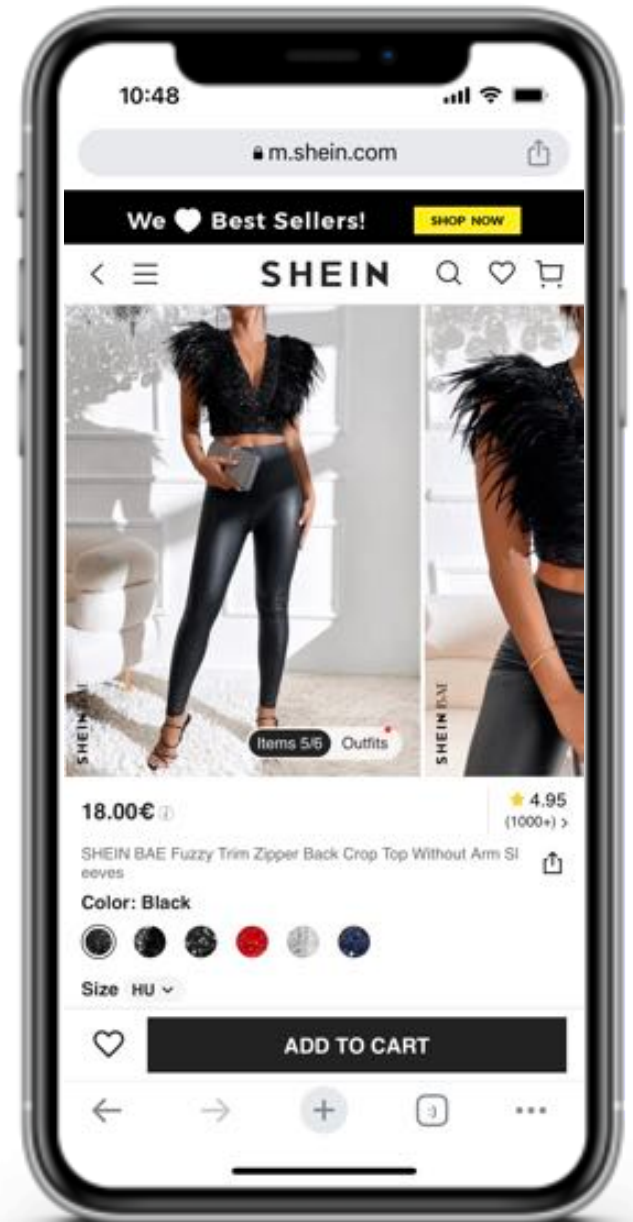 10:48
m.shein.com
We 🤍 Best Sellers!
SHOP NOW
SHEIN
SHEIN BAE
SHEIN BAE
Items 5/6
Outfits
18.00€
4.95
(1000+) >
SHEIN BAE Fuzzy Trim Zipper Back Crop Top Without Arm Sl
eeves
Color: Black
Size HU
ADD TO CART
:)